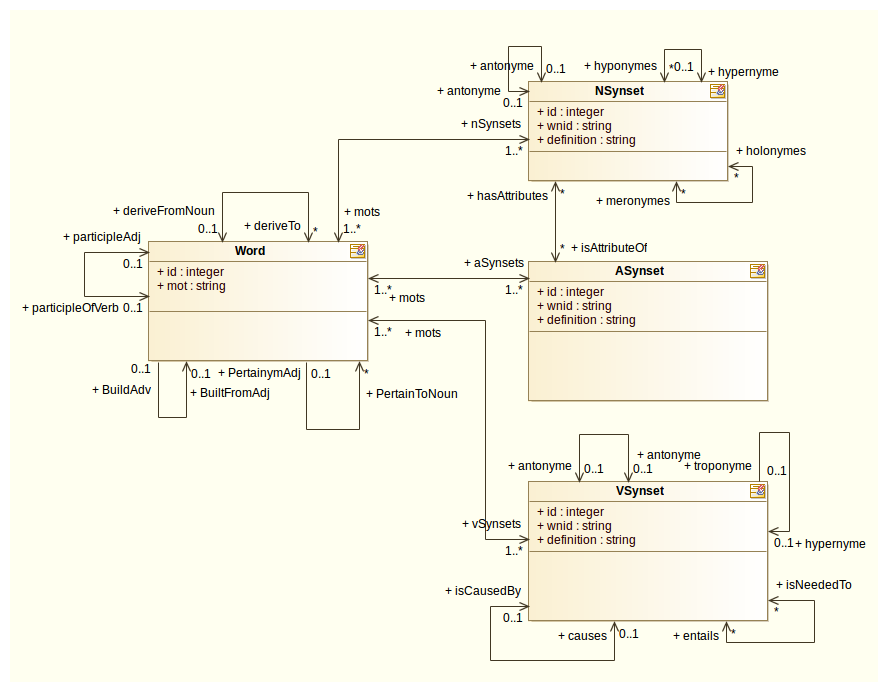 + antonyme
0..1
+ hyponymes
*
0..1
+ hypernyme
+ antonyme
0..1
NSynset
+ id : integer
+ wnid : string
+ definition : string
+ nSynsets
1..*
+ holonymes
*
+ hasAttributes
*
+ meronymes
*
+ deriveFromNoun
0..1
+ deriveTo
*
+ mots
1..*
+ participleAdj
0..1
+ participleOfVerb
0..1
Word
+ id : integer
+ mot : string
* + isAttributeOf
+ aSynsets
1..*
1..*
+ mots
ASynset
+ id : integer
+ wnid : string
+ definition : string
1..*
+ mots
0..1
+ BuildAdv
0..1
+ BuiltFromAdj
+ PertainymAdj
0..1
*
+ PertainToNoun
+ antonyme
0..1
+ antonyme
0..1
+ troponyme
0..1
VSynset
+ id : integer
+ wnid : string
+ definition : string
+ vSynsets
1..*
0..1
+ hypernyme
+ isCausedBy
0..1
+ isNeededTo
*
+ causes
0..1
+ entails
*